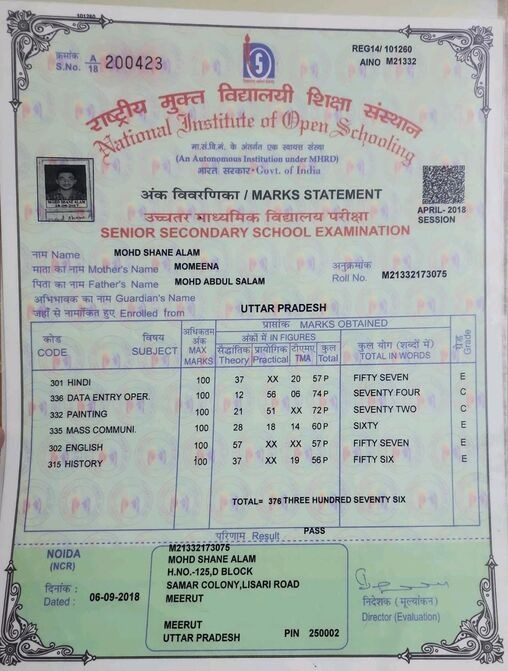 101260
क्रमांक
S.No. A/18 200423
REG14/ 101260
AINO M21332
राष्ट्रीय मुक्त विद्यालयी शिक्षा संस्थान
National Institute of Open Schooling
मा.सं.वि.मं. के अंतर्गत एक स्वायत्त संस्था
(An Autonomous Institution under MHRD)
भारत सरकार•Govt. of India
अंक विवरणिका / MARKS STATEMENT
उच्चतर माध्यमिक विद्यालय परीक्षा
SENIOR SECONDARY SCHOOL EXAMINATION
APRIL- 2018
SESSION
MOHD SHANE ALAM
नाम Name MOHD SHANE ALAM
माता का नाम Mother's Name MOMEENA
पिता का नाम Father's Name MOHD ABDUL SALAM
अनुक्रमांक
Roll No. M21332173075
अभिभावक का नाम Guardian's Name
जहाँ से नामांकित हुए Enrolled from UTTAR PRADESH
कोड CODE विषय SUBJECT अधिकतम अंक MAX MARKS प्राप्तांक MARKS OBTAINED ग्रेड Grade
अंकों में IN FIGURES कुल योग (शब्दों में) TOTAL IN WORDS
सैद्धांतिक Theory प्रायोगिक Practical टीएमए TMA कुल Total
301 HINDI 100 37 XX 20 57 P FIFTY SEVEN E
336 DATA ENTRY OPER. 100 12 56 06 74 P SEVENTY FOUR C
332 PAINTING 100 21 51 XX 72 P SEVENTY TWO C
335 MASS COMMUNI. 100 28 18 14 60 P SIXTY E
302 ENGLISH 100 57 XX XX 57 P FIFTY SEVEN E
315 HISTORY 100 37 XX 19 56 P FIFTY SIX E
TOTAL= 376 THREE HUNDRED SEVENTY SIX
परिणाम Result PASS
NOIDA
(NCR)
दिनांक :
Dated : 06-09-2018
M21332173075
MOHD SHANE ALAM
H.NO.-125,D BLOCK
SAMAR COLONY,LISARI ROAD
MEERUT
MEERUT
UTTAR PRADESH PIN 250002
निदेशक (मूल्यांकन)
Director (Evaluation)